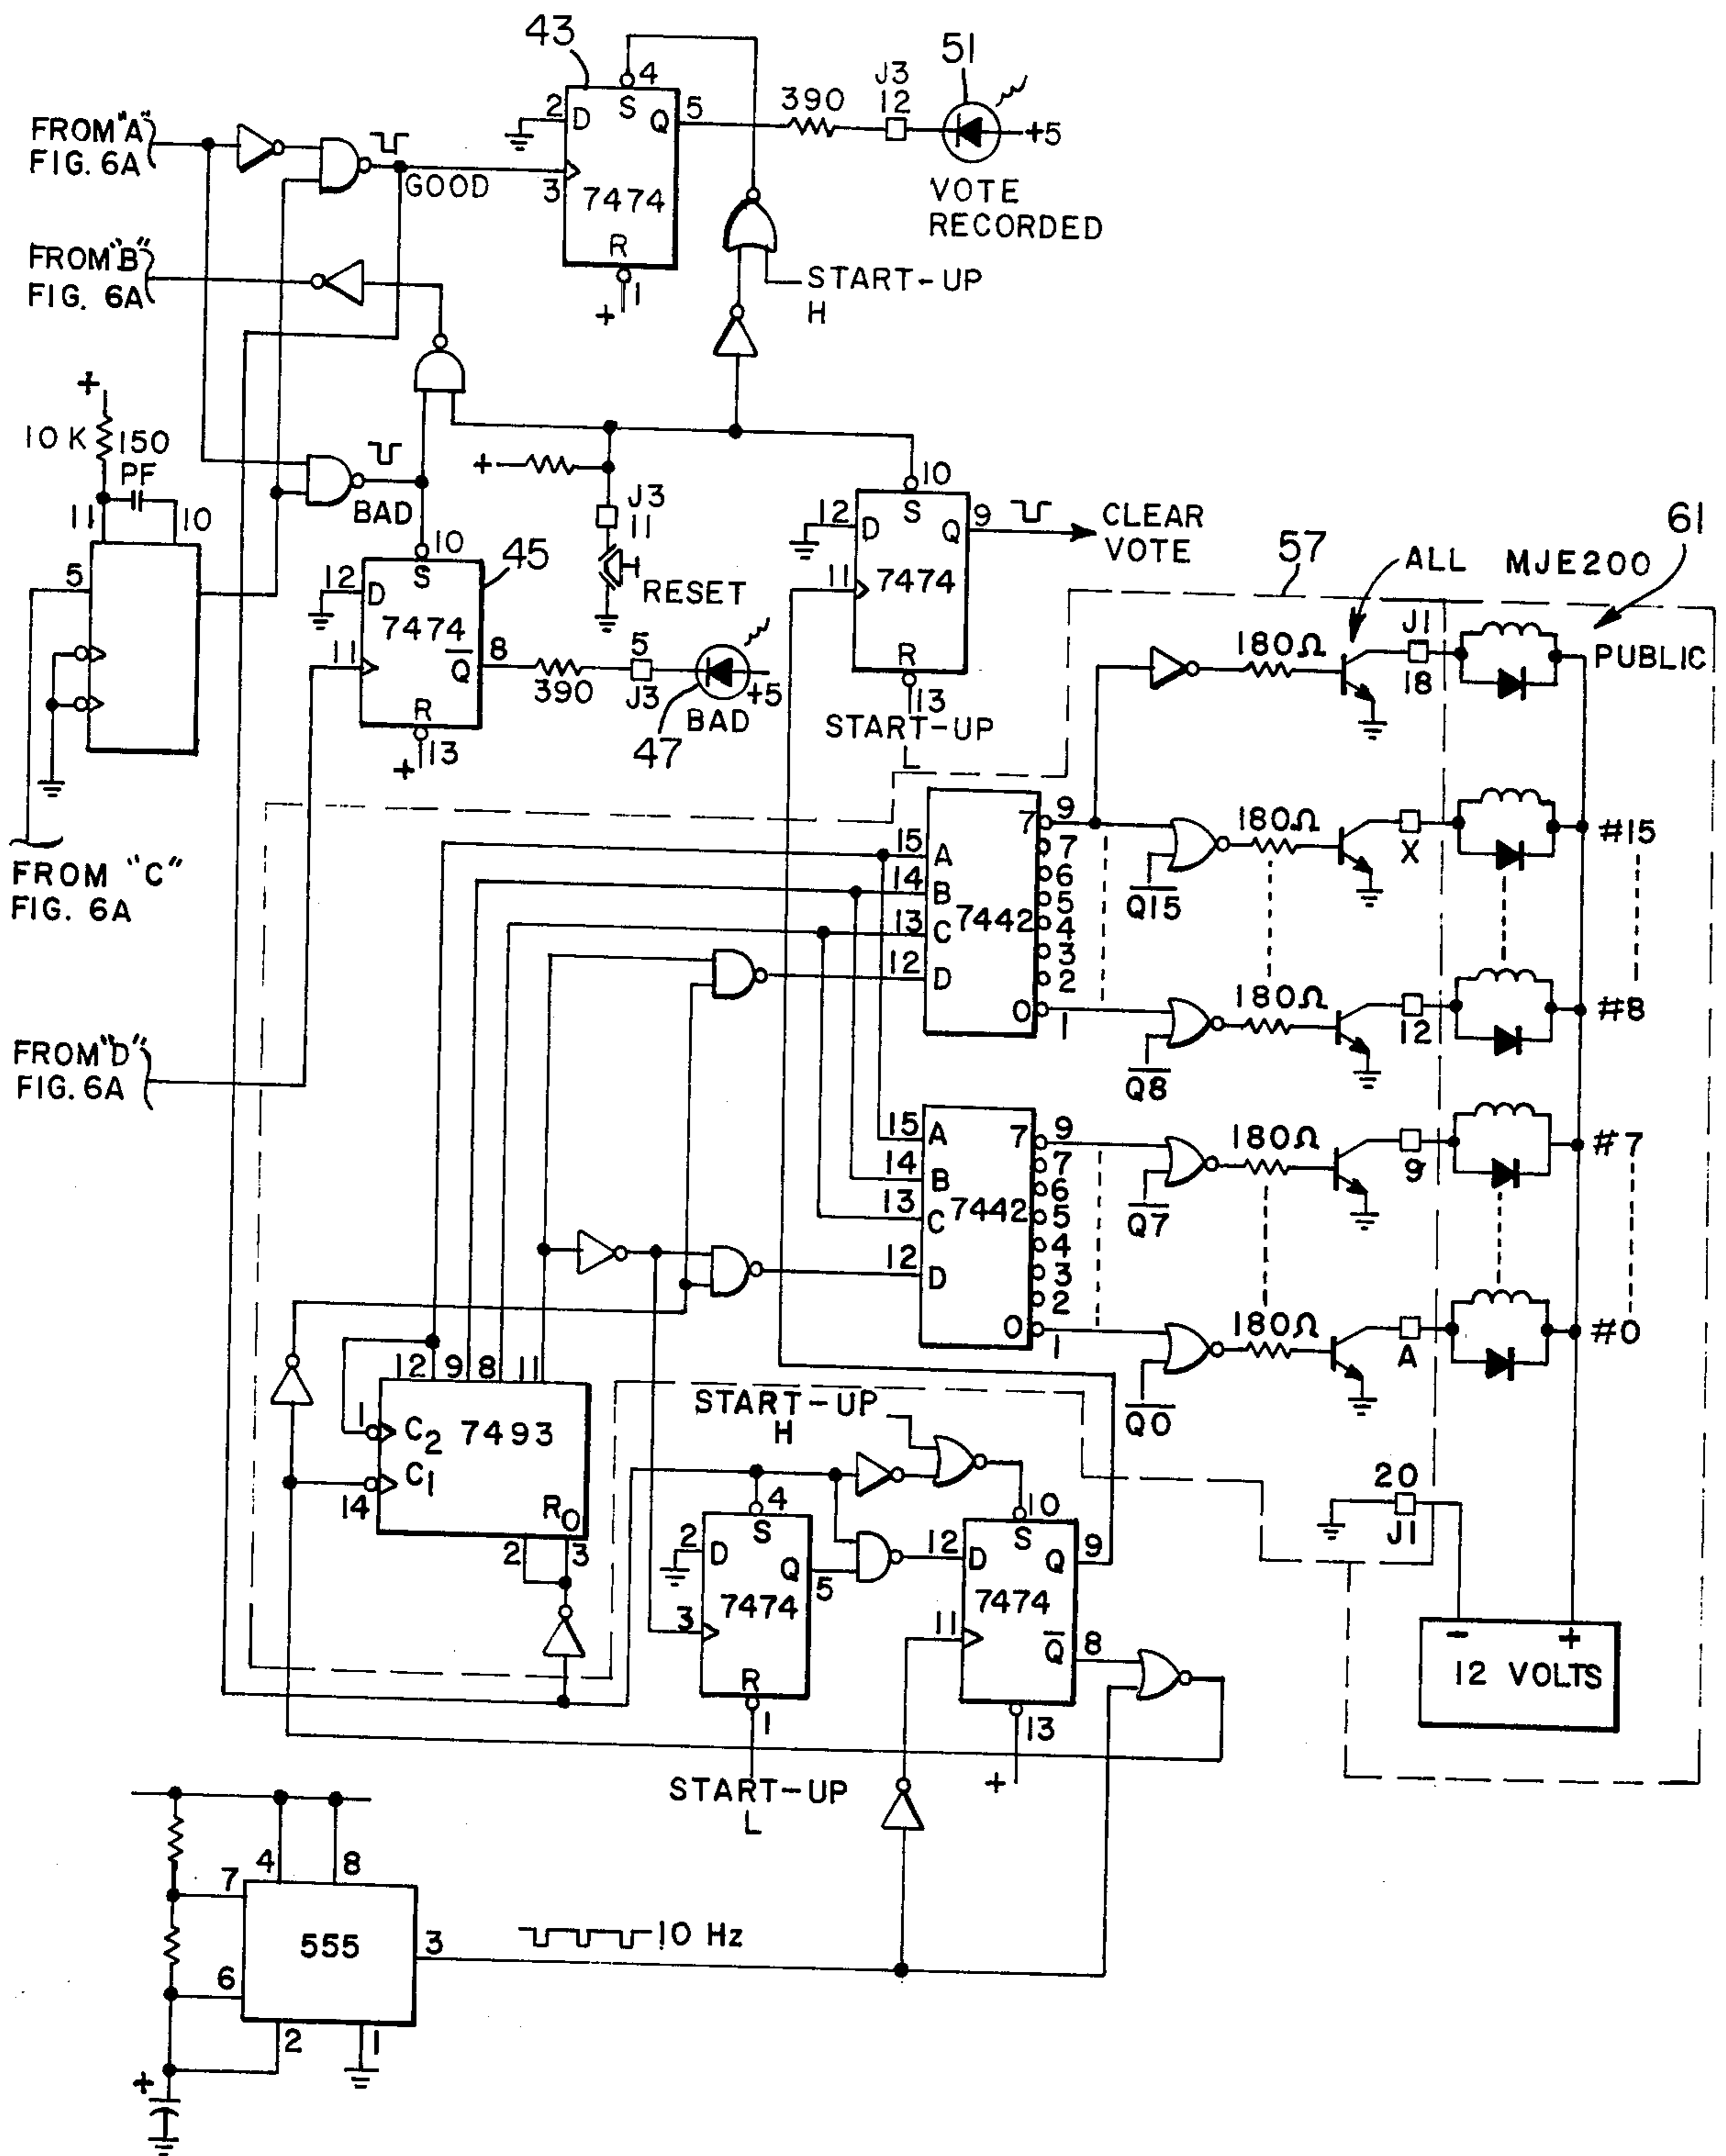 43
51
4
J3
12
390
2
D
S
Q
5
+5
FROM "A"
FIG. 6A
GOOD
3
7474
R
1
+
VOTE
RECORDED
FROM "B"
FIG. 6A
START-UP
H
+
10 K
150
PF
11
10
BAD
+
J3
11
RESET
10
12
D
S
Q
9
CLEAR
VOTE
11
7474
R
13
START-UP
L
5
10
45
12
D
S
7474
Q
8
11
R
13
+
390
5
J3
+5
BAD
47
57
ALL MJE200
61
180Ω
J1
18
PUBLIC
FROM "C"
FIG. 6A
FROM "D"
FIG. 6A
15
A
14
B
13
C
12
D
7442
7
9
7
6
5
4
3
2
0
1
180Ω
X
#15
Q15
180Ω
12
#8
Q8
15
A
14
B
13
C
12
D
7442
7
9
7
6
5
4
3
2
0
1
180Ω
9
#7
Q7
180Ω
A
#0
Q0
12
9
8
11
1
C2
7493
C1
14
R0
2
3
START-UP
H
4
2
D
S
Q
5
7474
3
R
1
START-UP
L
10
12
D
S
Q
9
7474
11
Q
8
13
+
20
J1
-
+
12 VOLTS
4
8
7
555
3
6
2
1
10 Hz
+